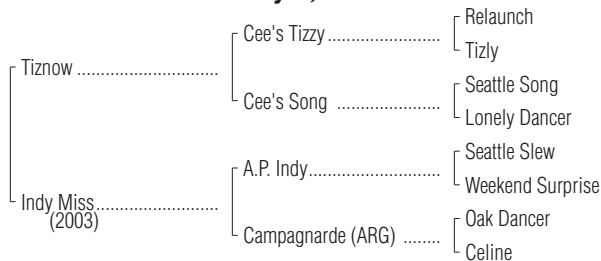 Relaunch
Cee's Tizzy
Tizly
Tiznow
Seattle Song
Cee's Song
Lonely Dancer
Seattle Slew
A.P. Indy
Weekend Surprise
Indy Miss
(2003)
Oak Dancer
Campagnarde (ARG)
Celine